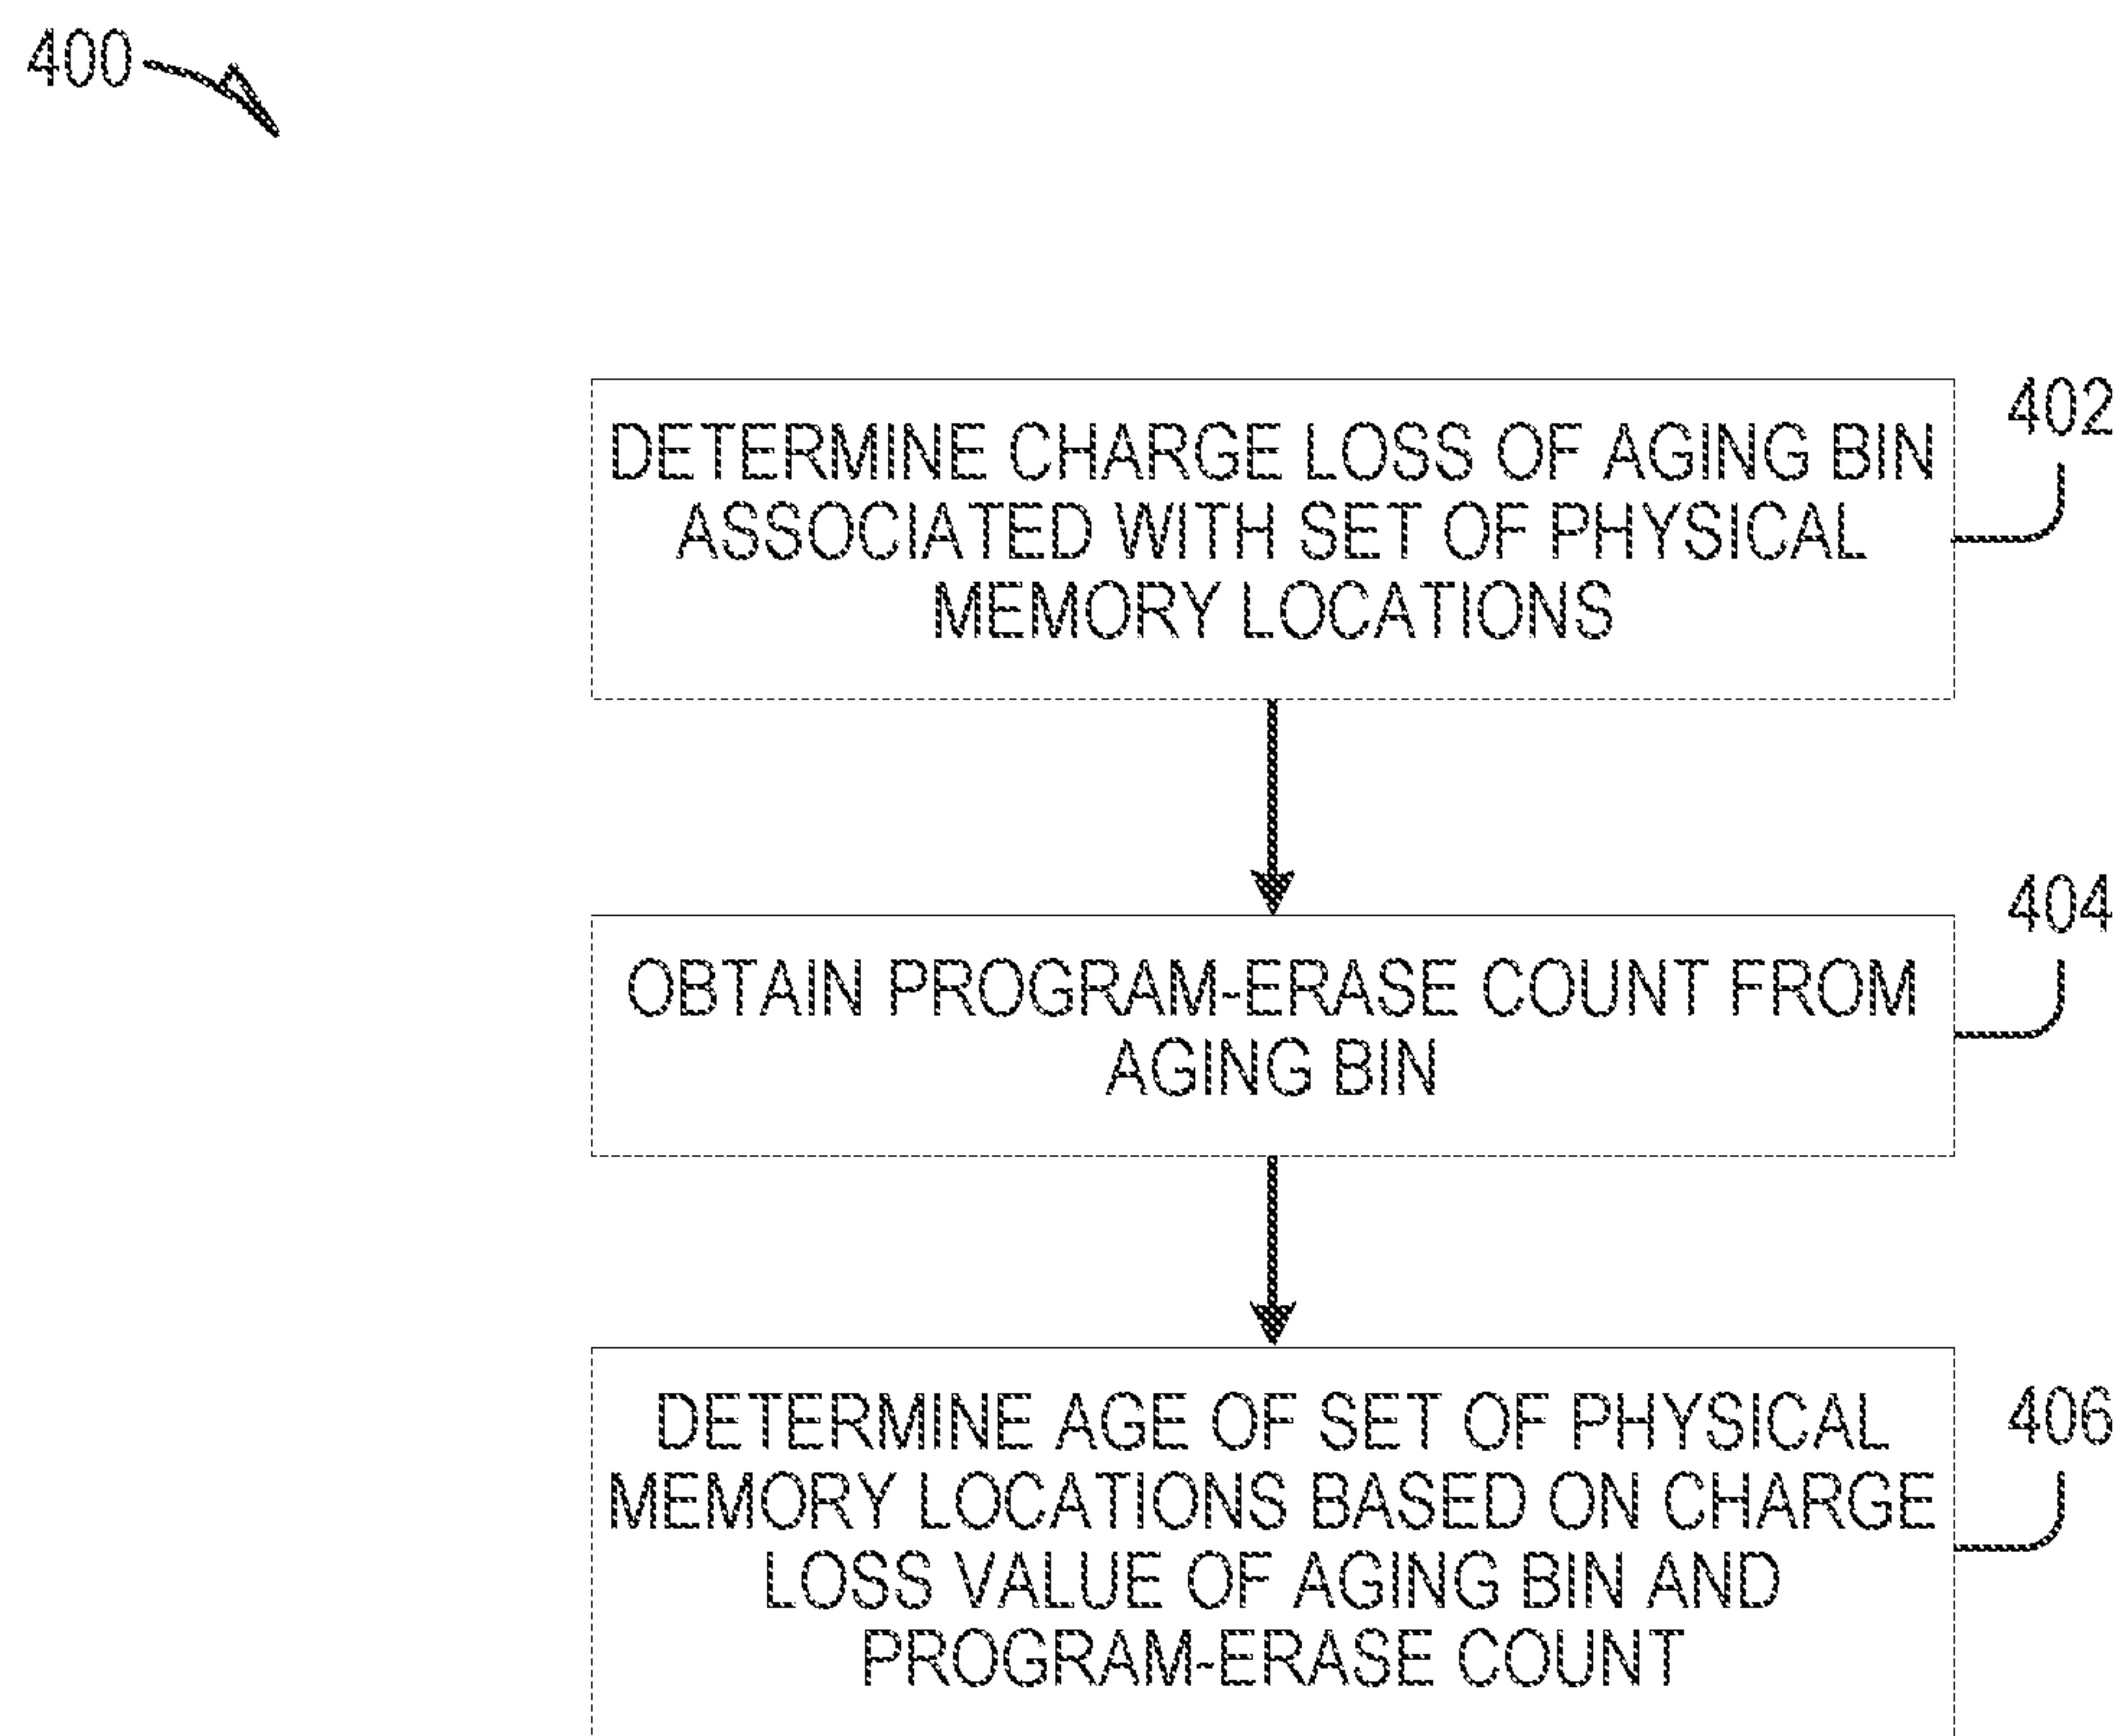 400
DETERMINE CHARGE LOSS OF AGING BIN
ASSOCIATED WITH SET OF PHYSICAL
MEMORY LOCATIONS
402
OBTAIN PROGRAM-ERASE COUNT FROM
AGING BIN
404
DETERMINE AGE OF SET OF PHYSICAL
MEMORY LOCATIONS BASED ON CHARGE
LOSS VALUE OF AGING BIN AND
PROGRAM-ERASE COUNT
406